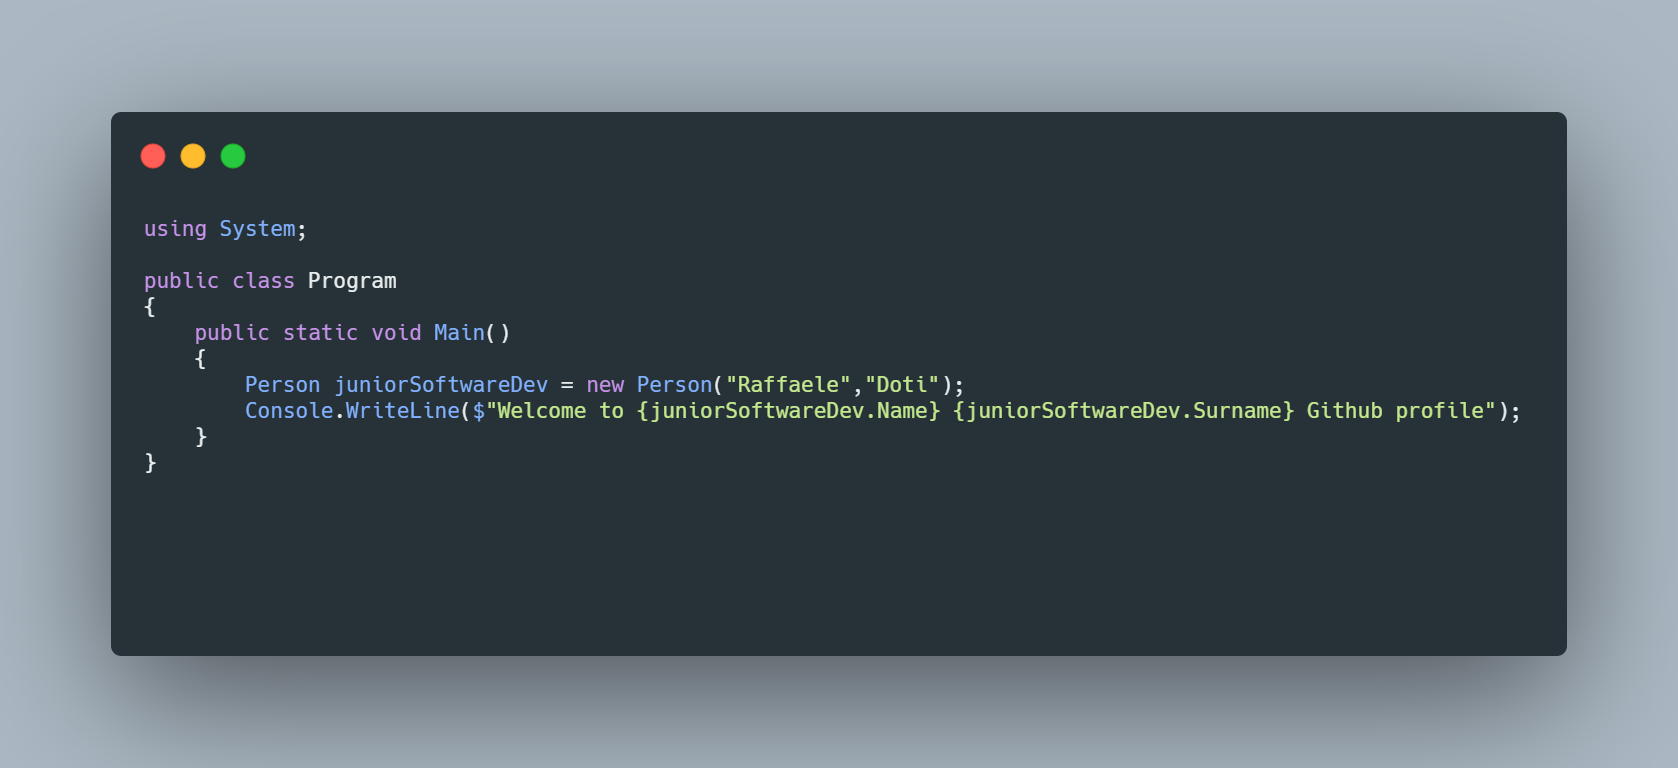 using System;

public class Program
{
    public static void Main()
    {
        Person juniorSoftwareDev = new Person("Raffaele","Doti");
        Console.WriteLine($"Welcome to {juniorSoftwareDev.Name} {juniorSoftwareDev.Surname} Github profile");
    }
}